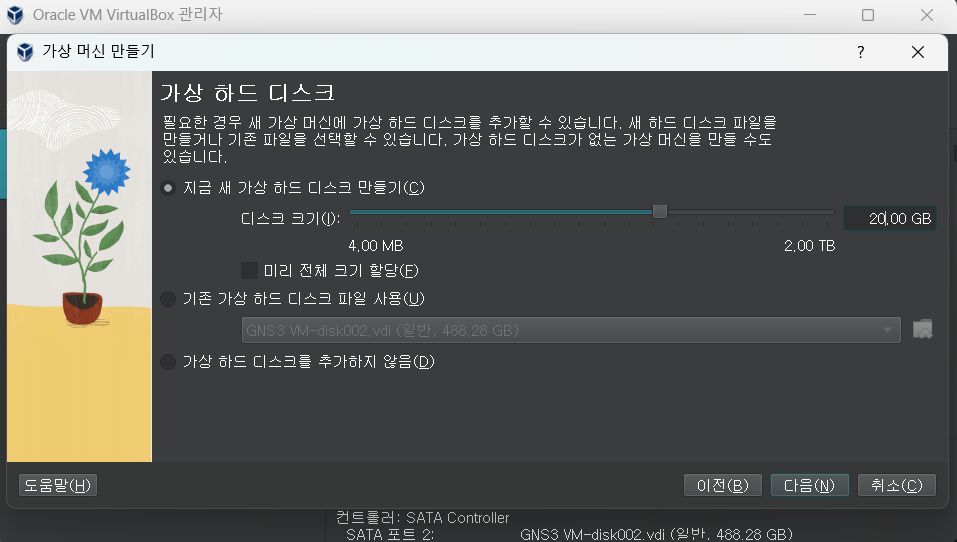 Oracle VM VirtualBox 관리자
가상 머신 만들기
?
가상 하드 디스크
필요한 경우 새 가상 머신에 가상 하드 디스크를 추가할 수 있습니다. 새 하드 디스크 파일을
만들거나 기존 파일을 선택할 수 있습니다. 가상 하드 디스크가 없는 가상 머신을 만들 수도
있습니다.
지금 새 가상 하드 디스크 만들기(C)
디스크 크기(I): 20.00 GB
4.00 MB 2.00 TB
미리 전체 크기 할당(F)
기존 가상 하드 디스크 파일 사용(U)
GNS3 VM-disk002.vdi (일반, 488.28 GB)
가상 하드 디스크를 추가하지 않음(D)
도움말(H) 이전(B) 다음(N) 취소(C)
컨트롤러: SATA Controller
SATA 포트 2: GNS3 VM-disk002.vdi (일반, 488.28 GB)